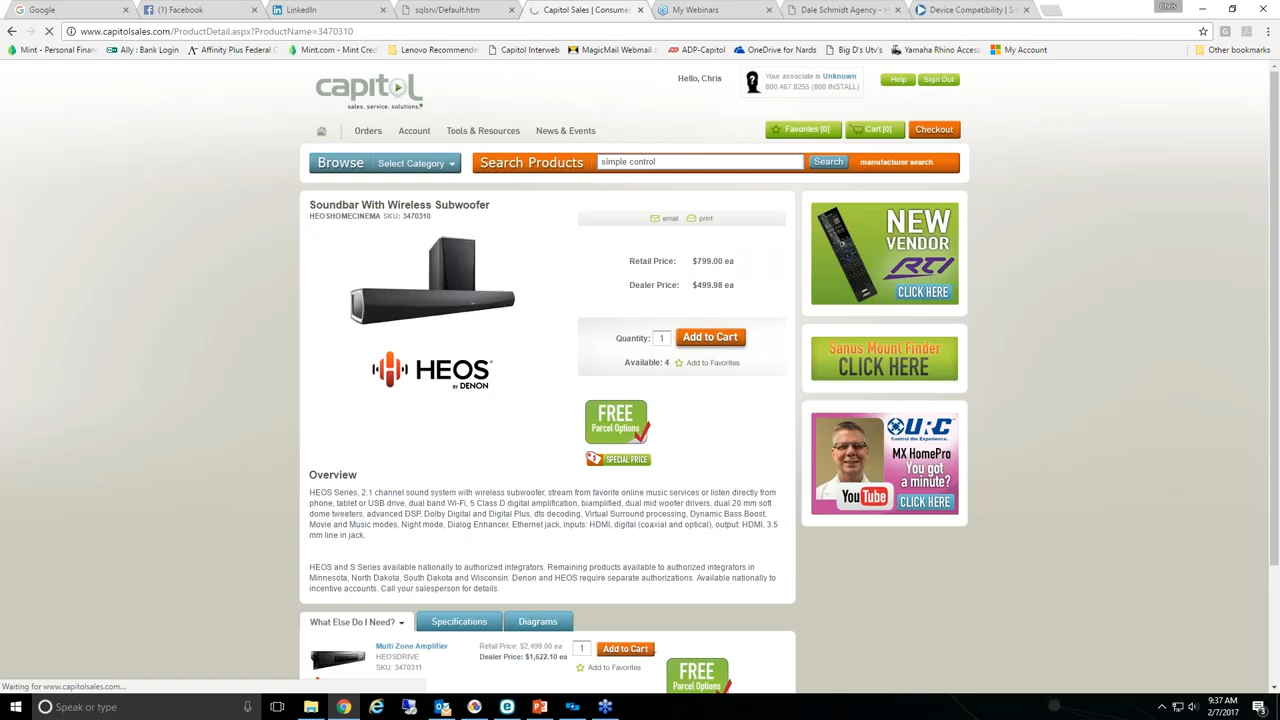 Google
Facebook
LinkedIn
sqlsrv/Dumbterm
Capitol Sales | Consumer
My Webinars
Dale Schmidt Agency - H
Device Compatibility | Si
Chris
www.capitolsales.com/ProductDetail.aspx?ProductName=3470310
Mint - Personal Finan
Ally Bank Login
Affinity Plus Federal C
Mint.com - Mint Cred
Lenovo Recommender
Capitol Interweb
MagicMail Webmail
ADP-Capitol
OneDrive for Nards
Big D's Utv's
Yamaha Rhino Access
My Account
Other bookmarks
capitol
sales. service. solutions.®
Hello, Chris
Your associate is Unknown
800.467.8255 (800.INSTALL)
Help
Sign Out
Orders
Account
Tools & Resources
News & Events
Favorites [0]
Cart [0]
Checkout
Browse
Select Category
Search Products
simple control
Search
manufacturer search
Soundbar With Wireless Subwoofer
HEOSHOMECINEMA SKU: 3470310
email
print
Retail Price: $799.00 ea
Dealer Price: $499.98 ea
Quantity: 1
Add to Cart
Available: 4
Add to Favorites
HEOS®
BY DENON
FREE
Parcel Options
SPECIAL PRICE
NEW
VENDOR
RTI
CLICK HERE
Sanus Mount Finder
CLICK HERE
URC
Control the Experience.
MX HomePro
You got
a minute?
YouTube
CLICK HERE
Overview
HEOS Series, 2.1 channel sound system with wireless subwoofer, stream from favorite online music services or listen directly from
phone, tablet or USB drive, dual band Wi-Fi, 5 Class D digital amplification, biamplified, dual mid woofer drivers, dual 20 mm soft
dome tweeters, advanced DSP, Dolby Digital and Digital Plus, dts decoding, Virtual Surround processing, Dynamic Bass Boost,
Movie and Music modes, Night mode, Dialog Enhancer, Ethernet jack, inputs: HDMI, digital (coaxial and optical), output: HDMI, 3.5
mm line in jack.
HEOS and S Series available nationally to authorized integrators. Remaining products available to authorized integrators in
Minnesota, North Dakota, South Dakota and Wisconsin. Denon and HEOS require separate authorizations. Available nationally to
incentive accounts. Call your salesperson for details.
What Else Do I Need?
Specifications
Diagrams
Multi Zone Amplifier
HEOSDRIVE
SKU: 3470311
Retail Price: $2,499.00 ea
Dealer Price: $1,622.10 ea
1
Add to Cart
Add to Favorites
FREE
Parcel Options
Waiting for www.capitolsales.com...
Speak or type
9:37 AM
2/7/2017